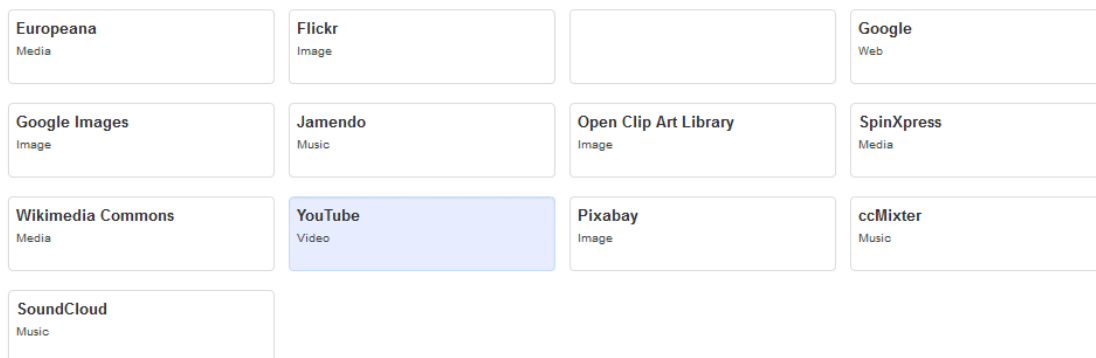 Europeana
Media
Flickr
Image
Google
Web
Google Images
Image
Jamendo
Music
Open Clip Art Library
Image
SpinXpress
Media
Wikimedia Commons
Media
YouTube
Video
Pixabay
Image
ccMixter
Music
SoundCloud
Music